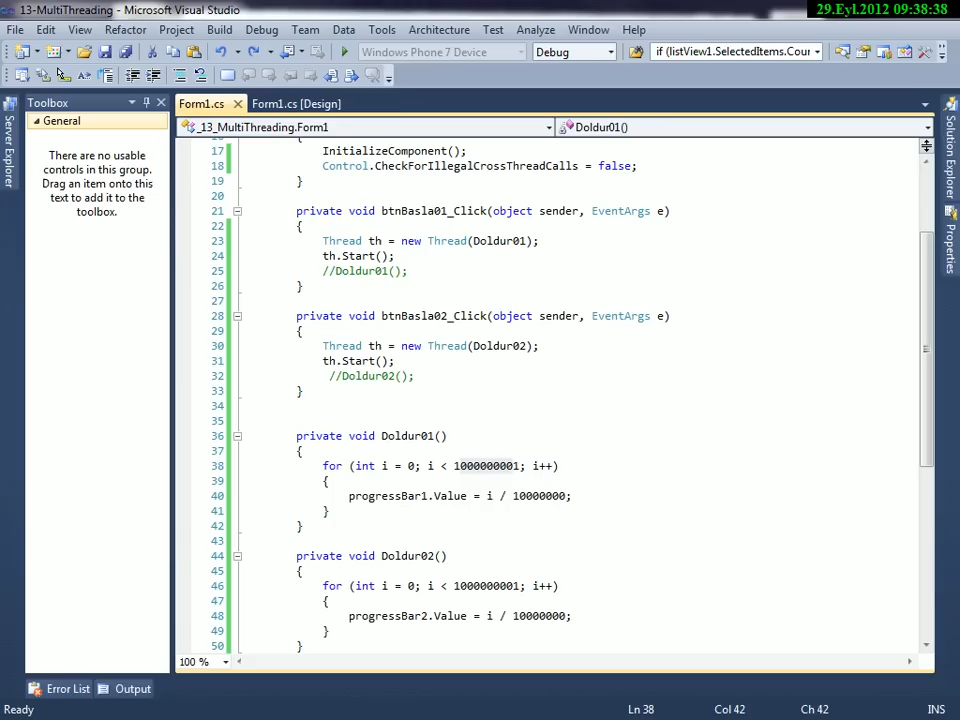 13-MultiThreading - Microsoft Visual Studio
29.Eyl.2012 09:38:38
File Edit View Refactor Project Build Debug Team Data Tools Architecture Test Analyze Window Help
Windows Phone 7 Device Debug if (listView1.SelectedItems.Cour
Toolbox
Form1.cs Form1.cs [Design]
General
_13_MultiThreading.Form1 Doldur01()
There are no usable
controls in this group.
Drag an item onto this
text to add it to the
toolbox.
Server Explorer
Solution Explorer
Properties
17 InitializeComponent();
18 Control.CheckForIllegalCrossThreadCalls = false;
19 }
20
21 private void btnBasla01_Click(object sender, EventArgs e)
22 {
23 Thread th = new Thread(Doldur01);
24 th.Start();
25 //Doldur01();
26 }
27
28 private void btnBasla02_Click(object sender, EventArgs e)
29 {
30 Thread th = new Thread(Doldur02);
31 th.Start();
32 //Doldur02();
33 }
34
35
36 private void Doldur01()
37 {
38 for (int i = 0; i < 1000000001; i++)
39 {
40 progressBar1.Value = i / 10000000;
41 }
42 }
43
44 private void Doldur02()
45 {
46 for (int i = 0; i < 1000000001; i++)
47 {
48 progressBar2.Value = i / 10000000;
49 }
50 }
100 %
Error List Output
Ready Ln 38 Col 42 Ch 42 INS